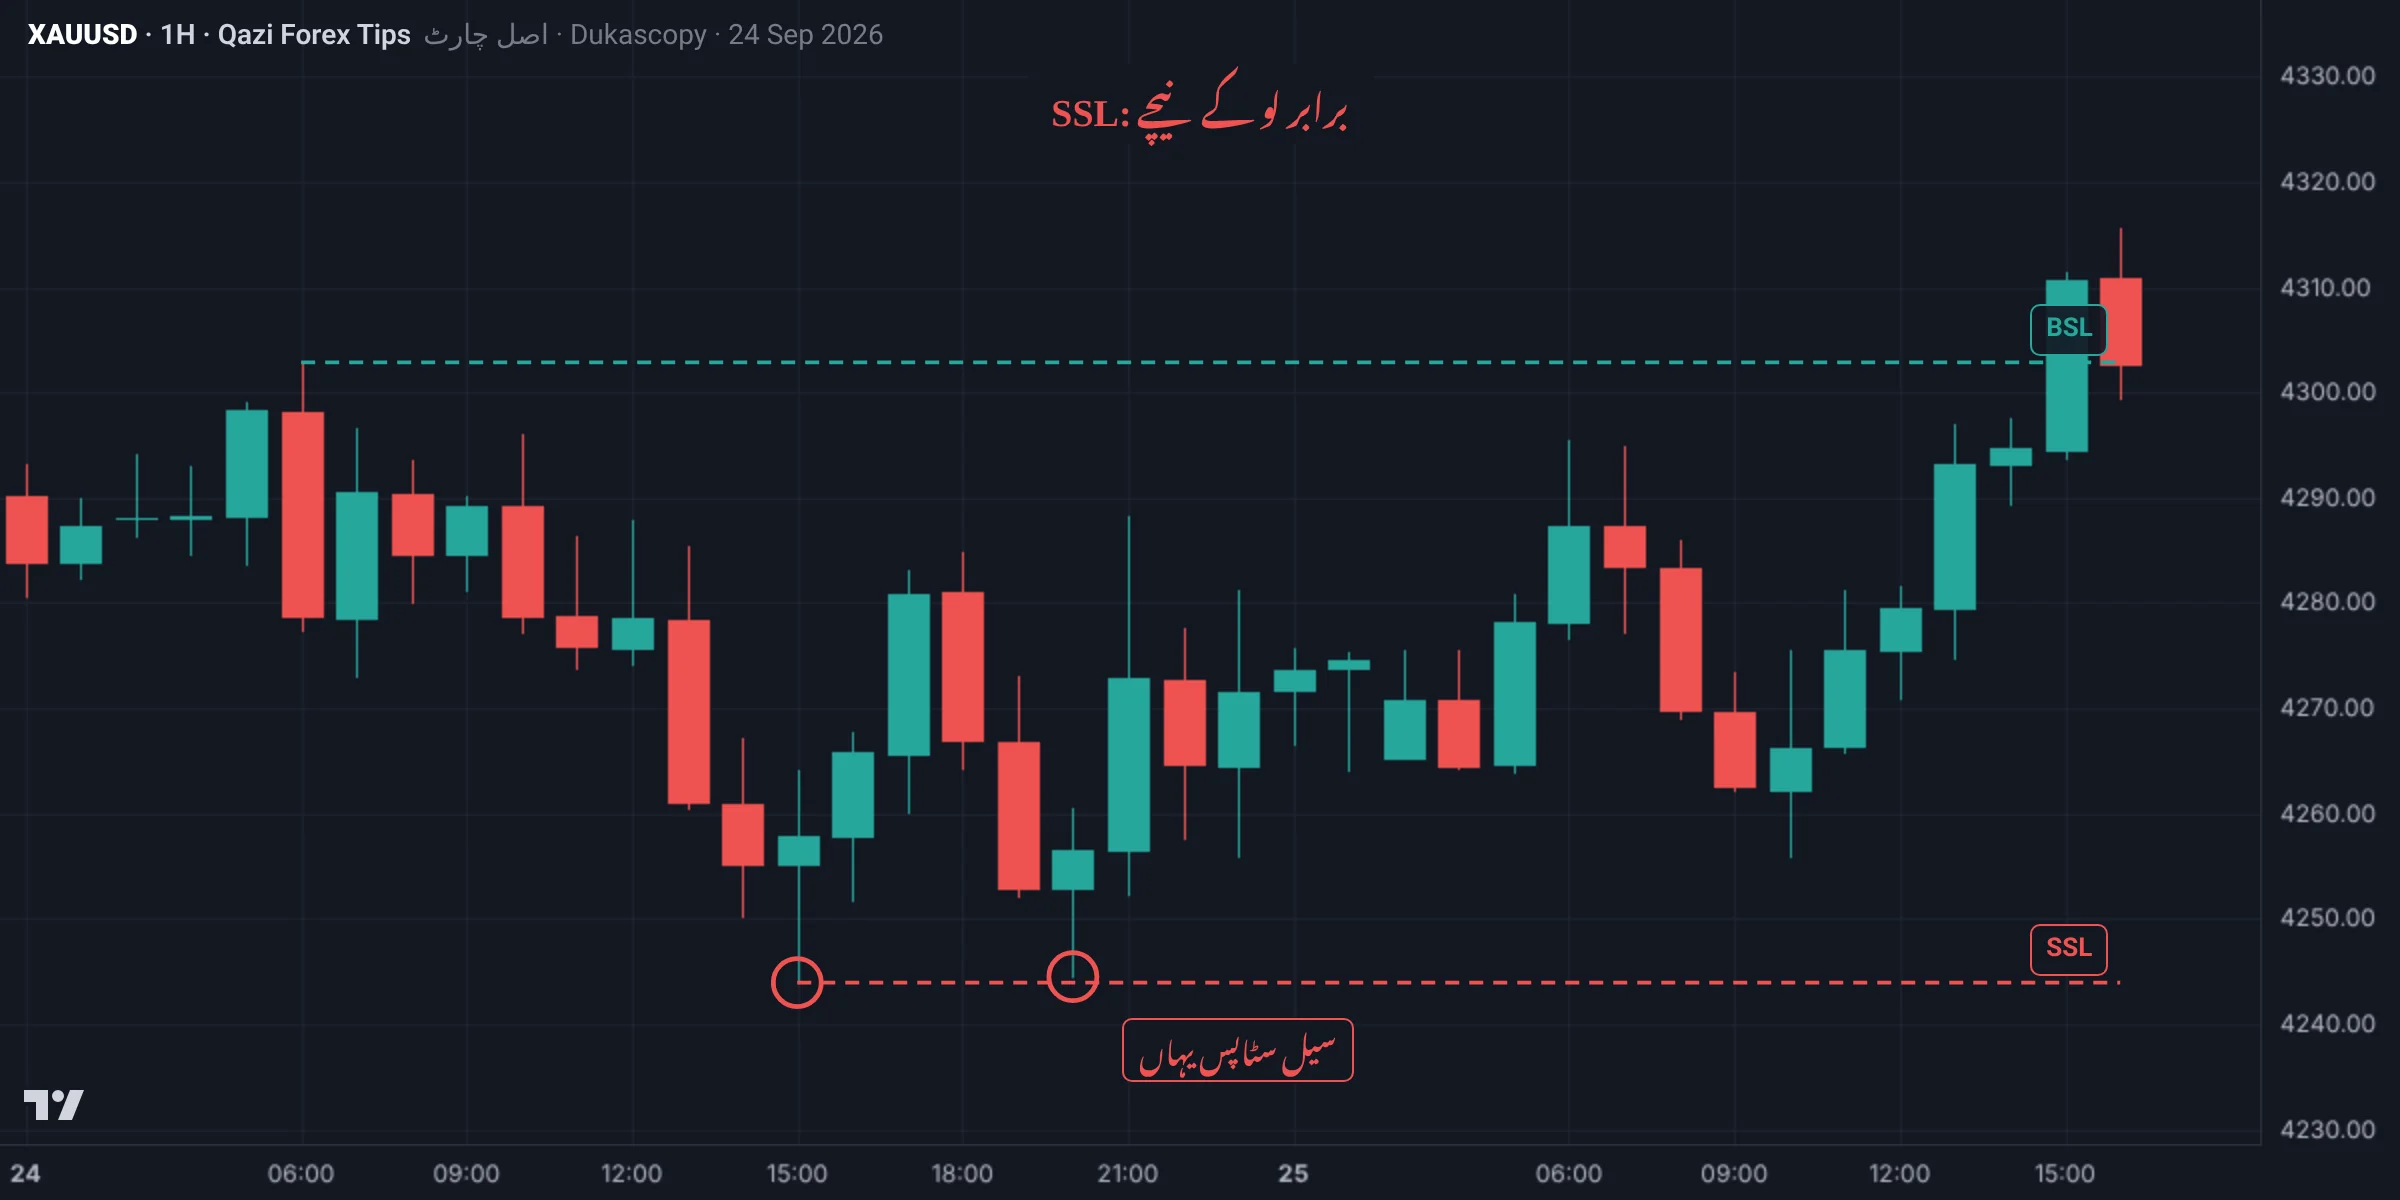 XAUUSD · 1H · Qazi Forex Tips اصل چارٹ · Dukascopy · 24 Sep 2026
برابر لو کے نیچے :SSL
4330.00
4320.00
4310.00
BSL
4300.00
4290.00
4280.00
4270.00
4260.00
4250.00
SSL
4240.00
سیل سٹاپس یہاں
4230.00
24 06:00 09:00 12:00 15:00 18:00 21:00 25 06:00 09:00 12:00 15:00